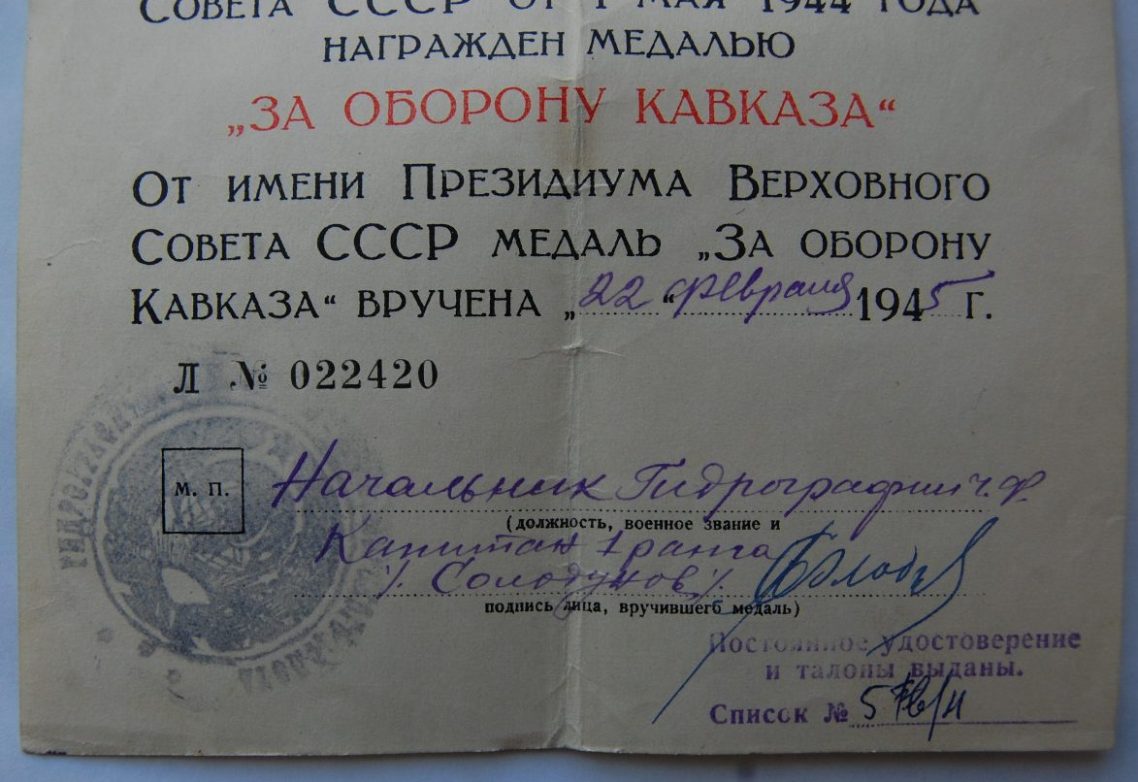 Совета СССР от 1 мая 1944 года
награжден медалью
„ЗА ОБОРОНУ КАВКАЗА“
От имени Президиума Верховного
Совета СССР медаль „За оборону
Кавказа“ вручена „22“ февраля 1945 г.
Л № 022420
М. П.
Начальник Гидрографии Ч.Ф.
(должность, военное звание и
Капитан 1 ранга
/. Солодунов /.
подпись лица, вручившего медаль)
Постоянное удостоверение
и талоны выданы.
Список № 5